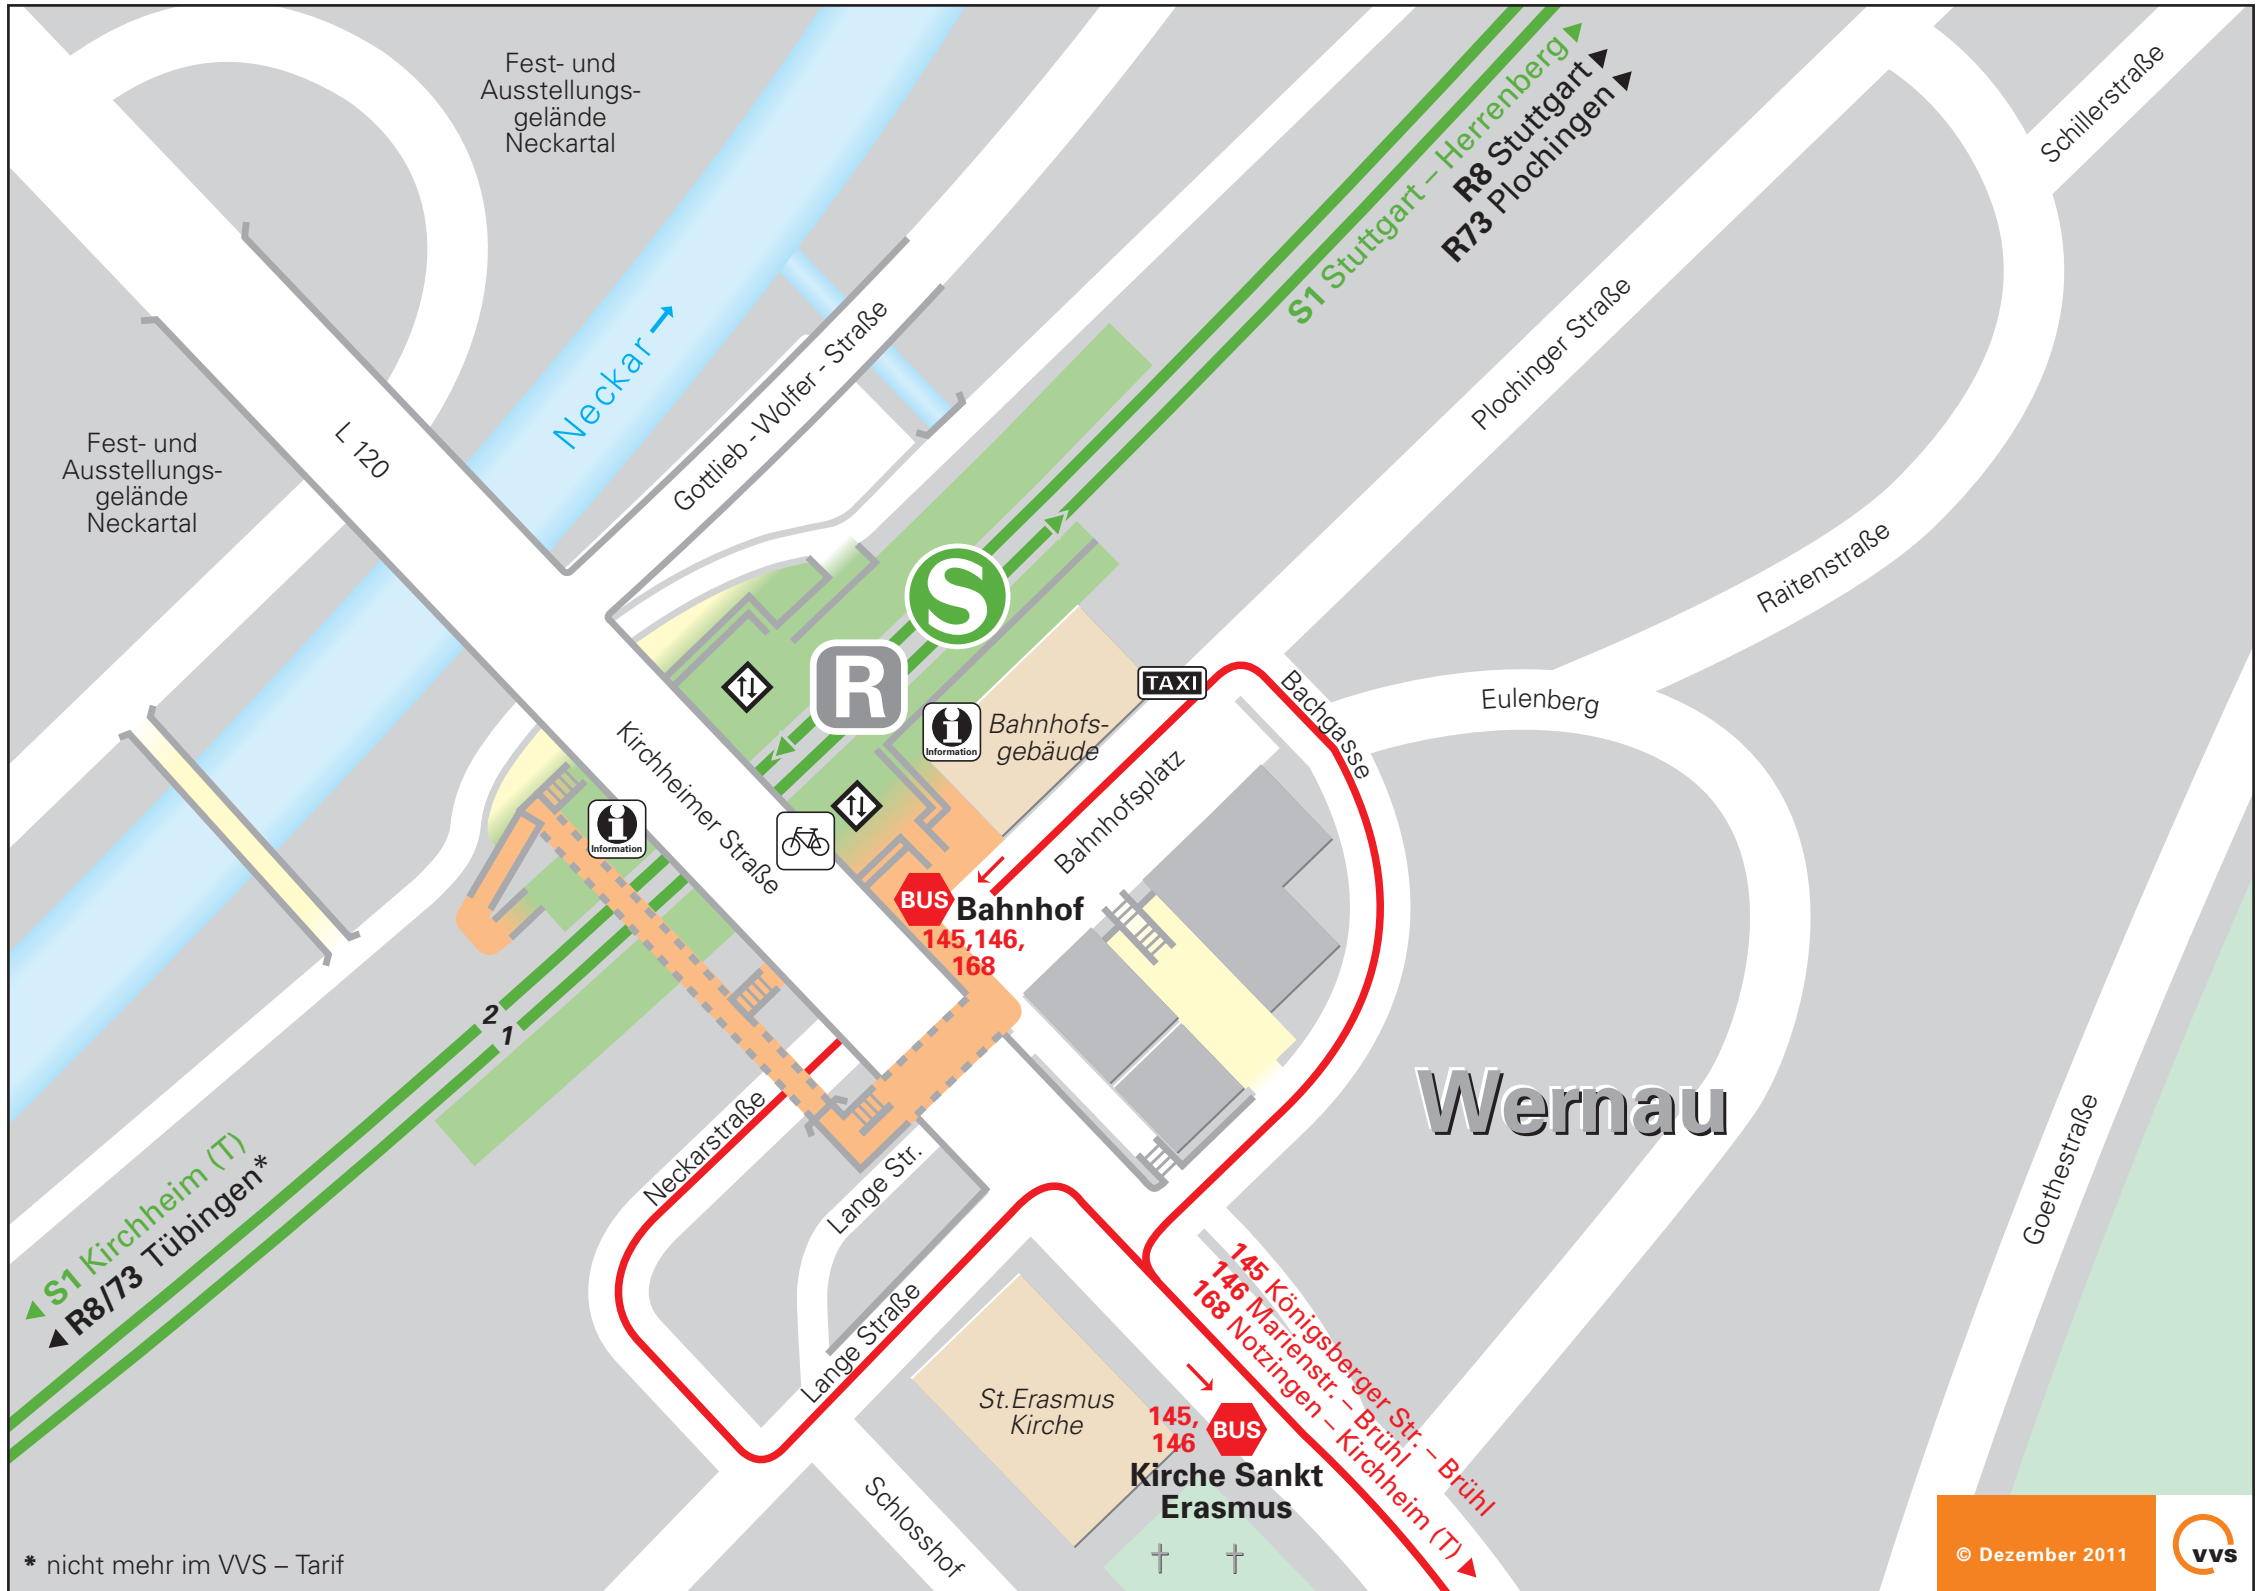 Fest- und
Ausstellungs-
gelände
Neckartal
Schillerstraße
S1 Stuttgart – Herrenberg
R8 Stuttgart
R73 Plochingen
Neckar
Gottlieb - Wolfer - Straße
Plochinger Straße
L 120
Fest- und
Ausstellungs-
gelände
Neckartal
Raitenstraße
S
R
TAXI
Bachgasse
Eulenberg
i
Information
Bahnhofs-
gebäude
Kirchheimer Straße
Bahnhofsplatz
i
Information
BUS
Bahnhof
145,146,
168
2
1
Wernau
Neckarstraße
Lange Str.
Goethestraße
S1 Kirchheim (T)
R8/73 Tübingen*
Lange Straße
145 Königsberger Str. – Brühl
146 Marienstr. – Brühl
168 Notzingen – Kirchheim (T)
St.Erasmus
Kirche
145,
146
BUS
Kirche Sankt
Erasmus
Schlosshof
* nicht mehr im VVS – Tarif
© Dezember 2011
vvs